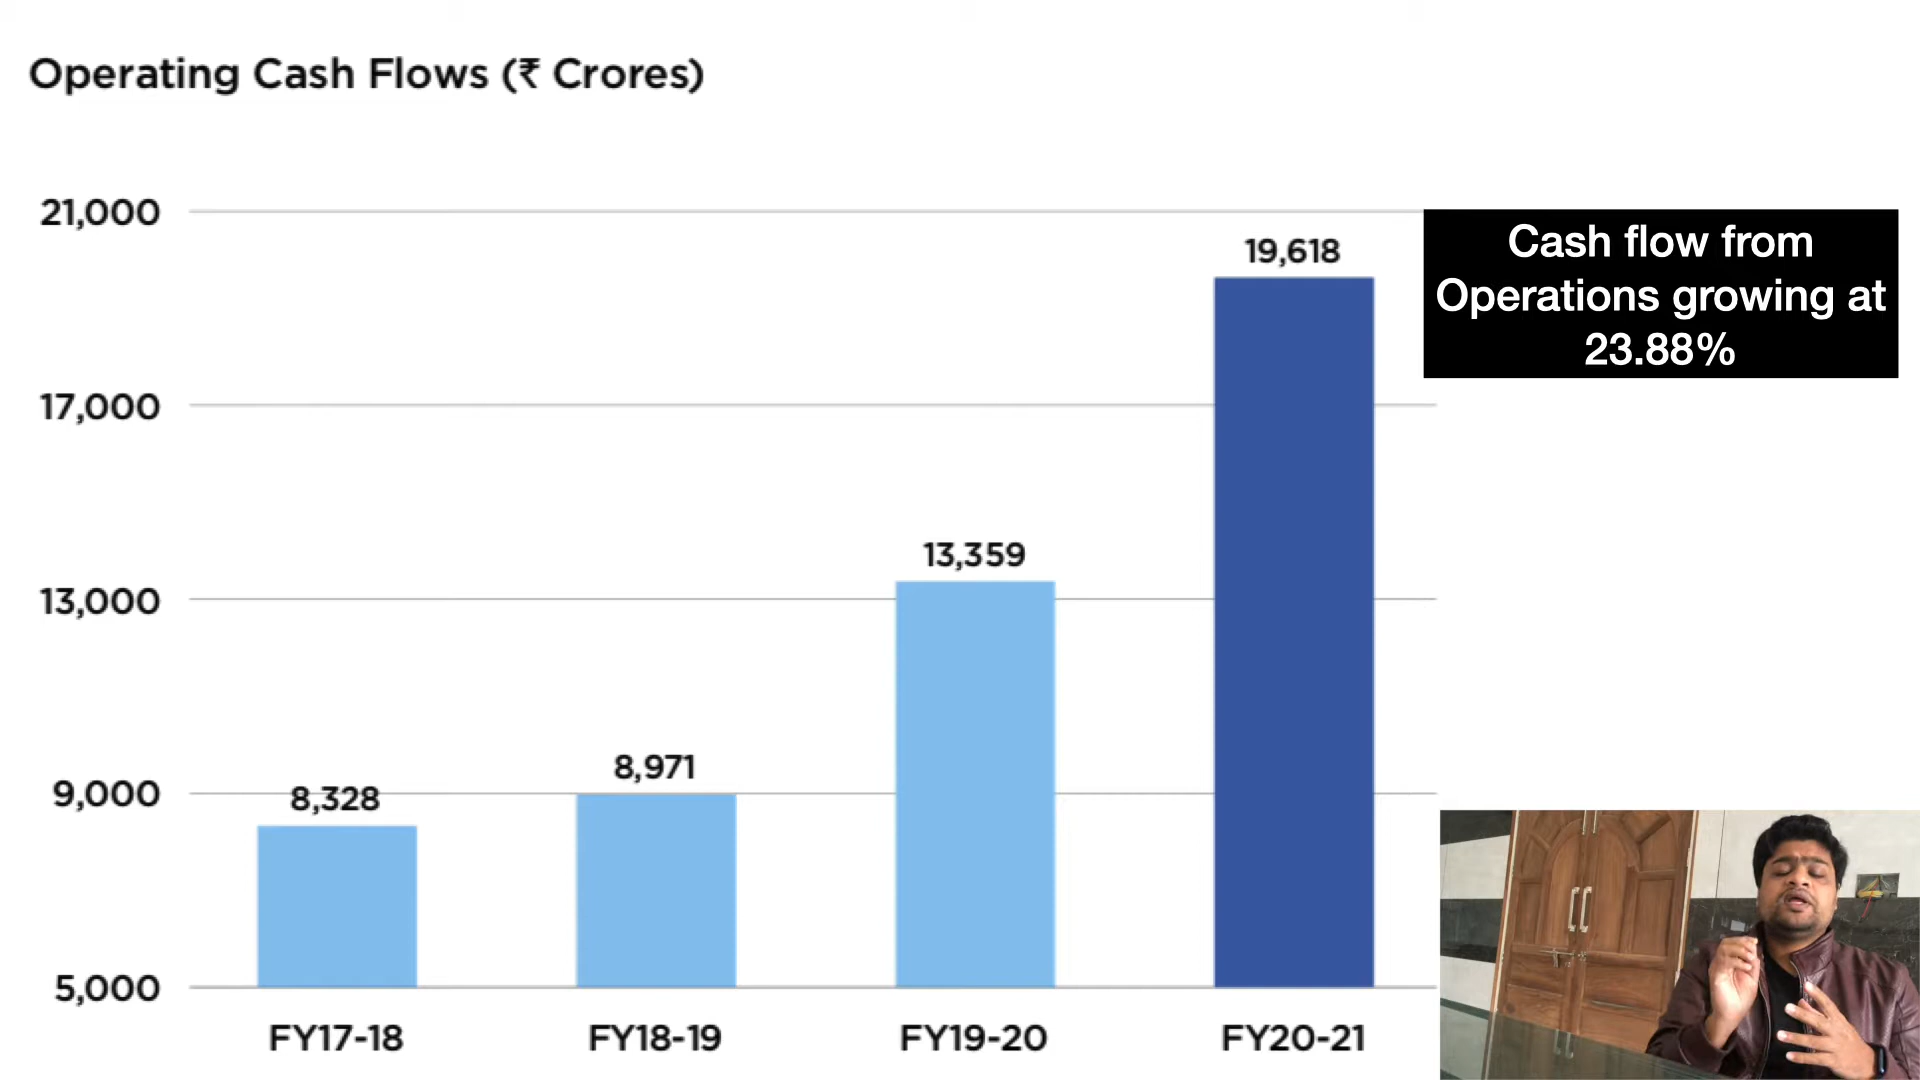 Operating Cash Flows (₹ Crores)
21,000
17,000
13,000
9,000
5,000
8,328
8,971
13,359
19,618
FY17-18
FY18-19
FY19-20
FY20-21
Cash flow from
Operations growing at
23.88%